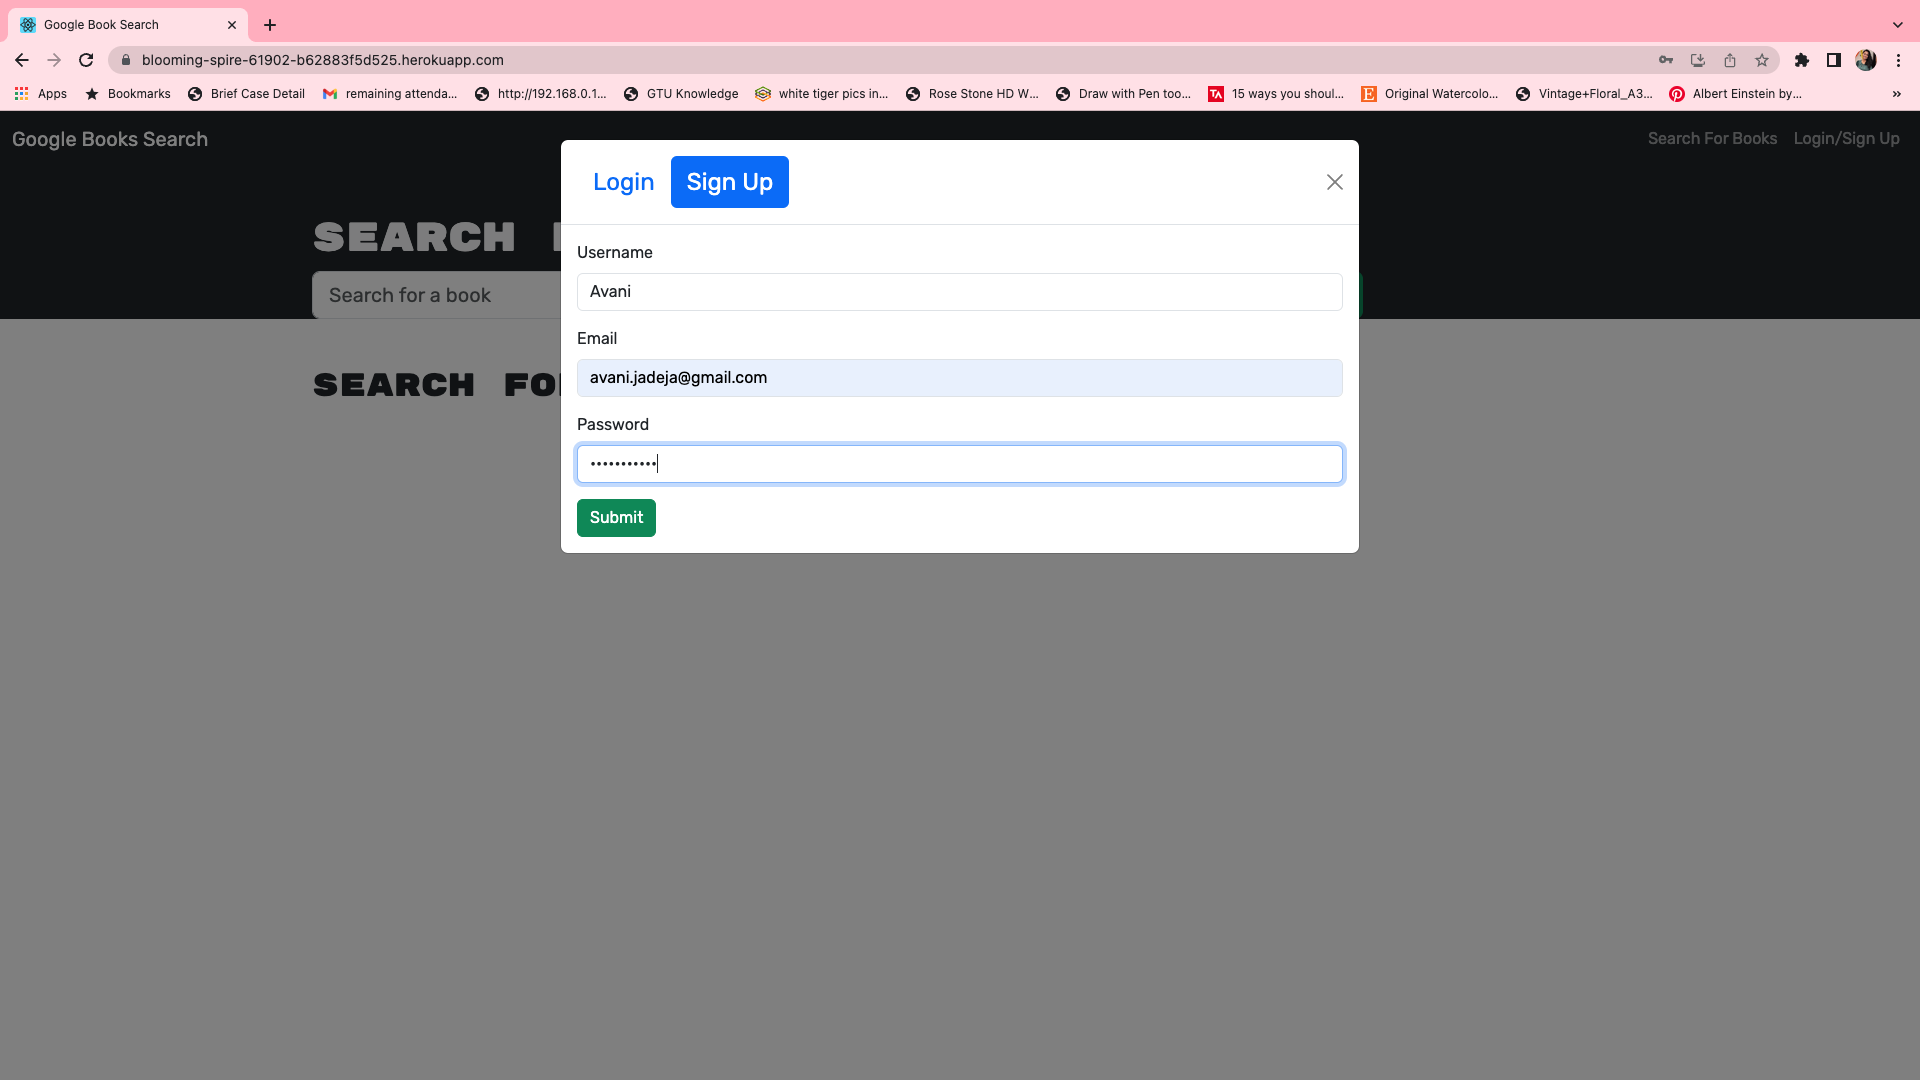 Google Book Search
blooming-spire-61902-b62883f5d525.herokuapp.com
Apps Bookmarks Brief Case Detail remaining attenda... http://192.168.0.1... GTU Knowledge white tiger pics in... Rose Stone HD W... Draw with Pen too... TA 15 ways you shoul... E Original Watercolo... Vintage+Floral_A3... Albert Einstein by... »
Google Books Search Search For Books Login/Sign Up
Login Sign Up
SEARCH
Username
Avani
Search for a book
Email
avani.jadeja@gmail.com
SEARCH FO
Password
•••••••••••
Submit